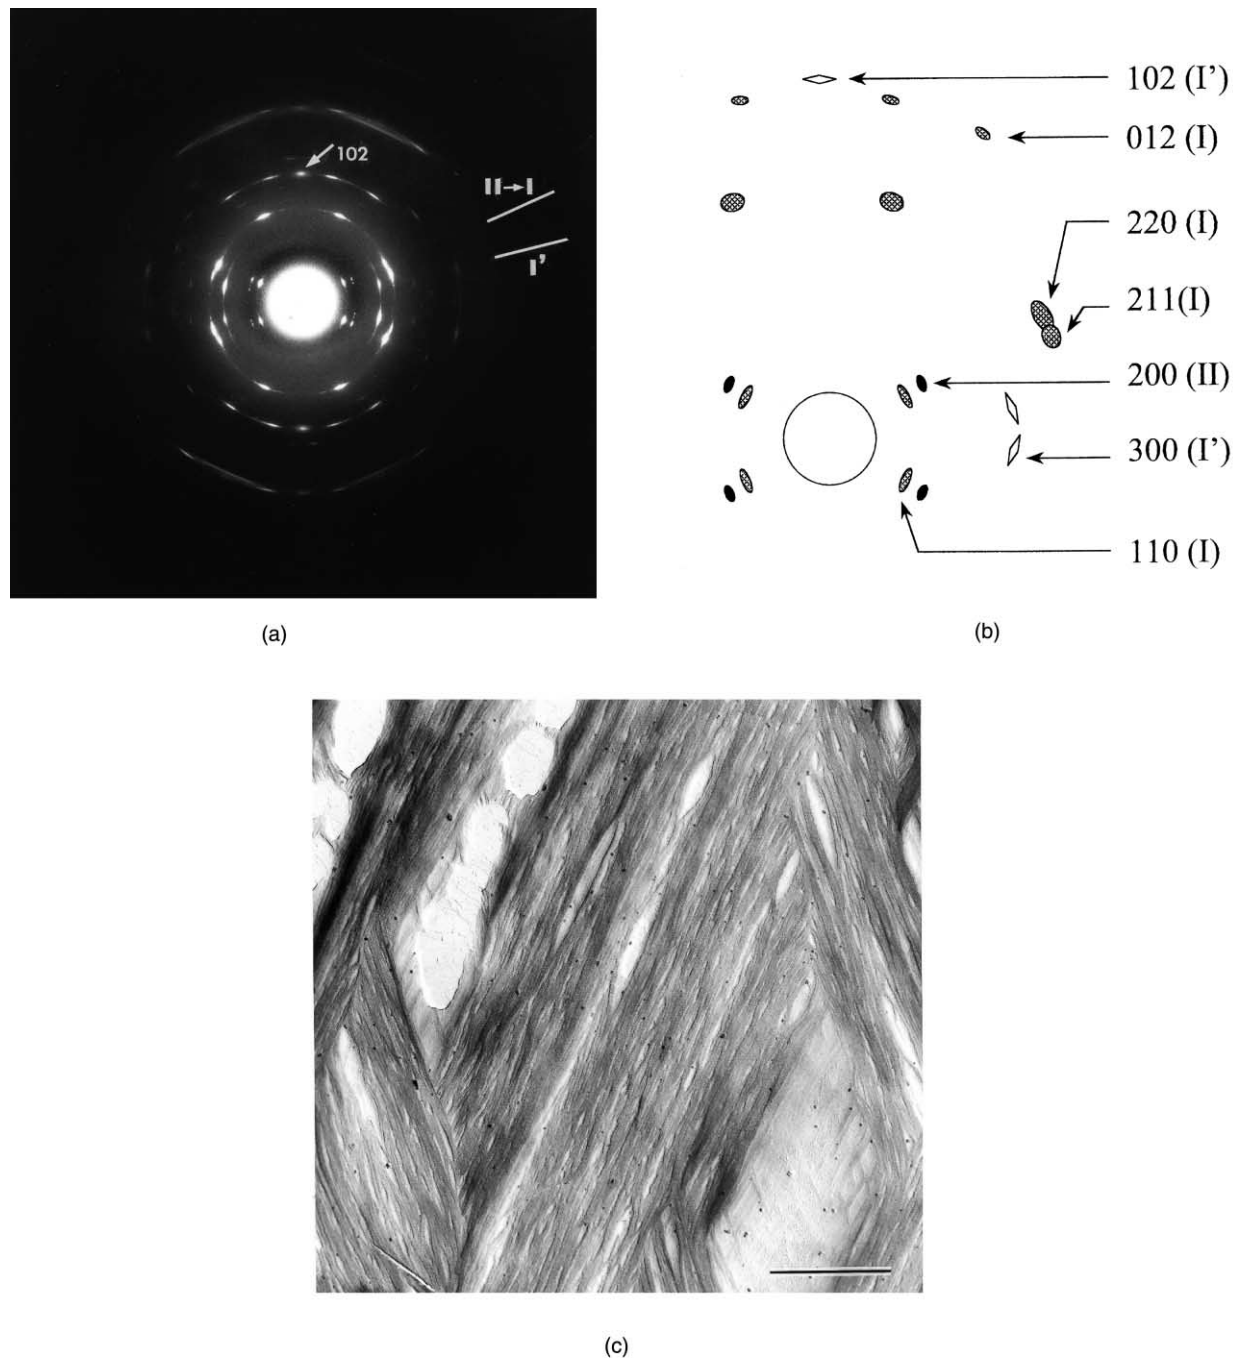 102
II→I
I’
(a)
102 (I’)
012 (I)
220 (I)
211(I)
200 (II)
300 (I’)
110 (I)
(b)
(c)